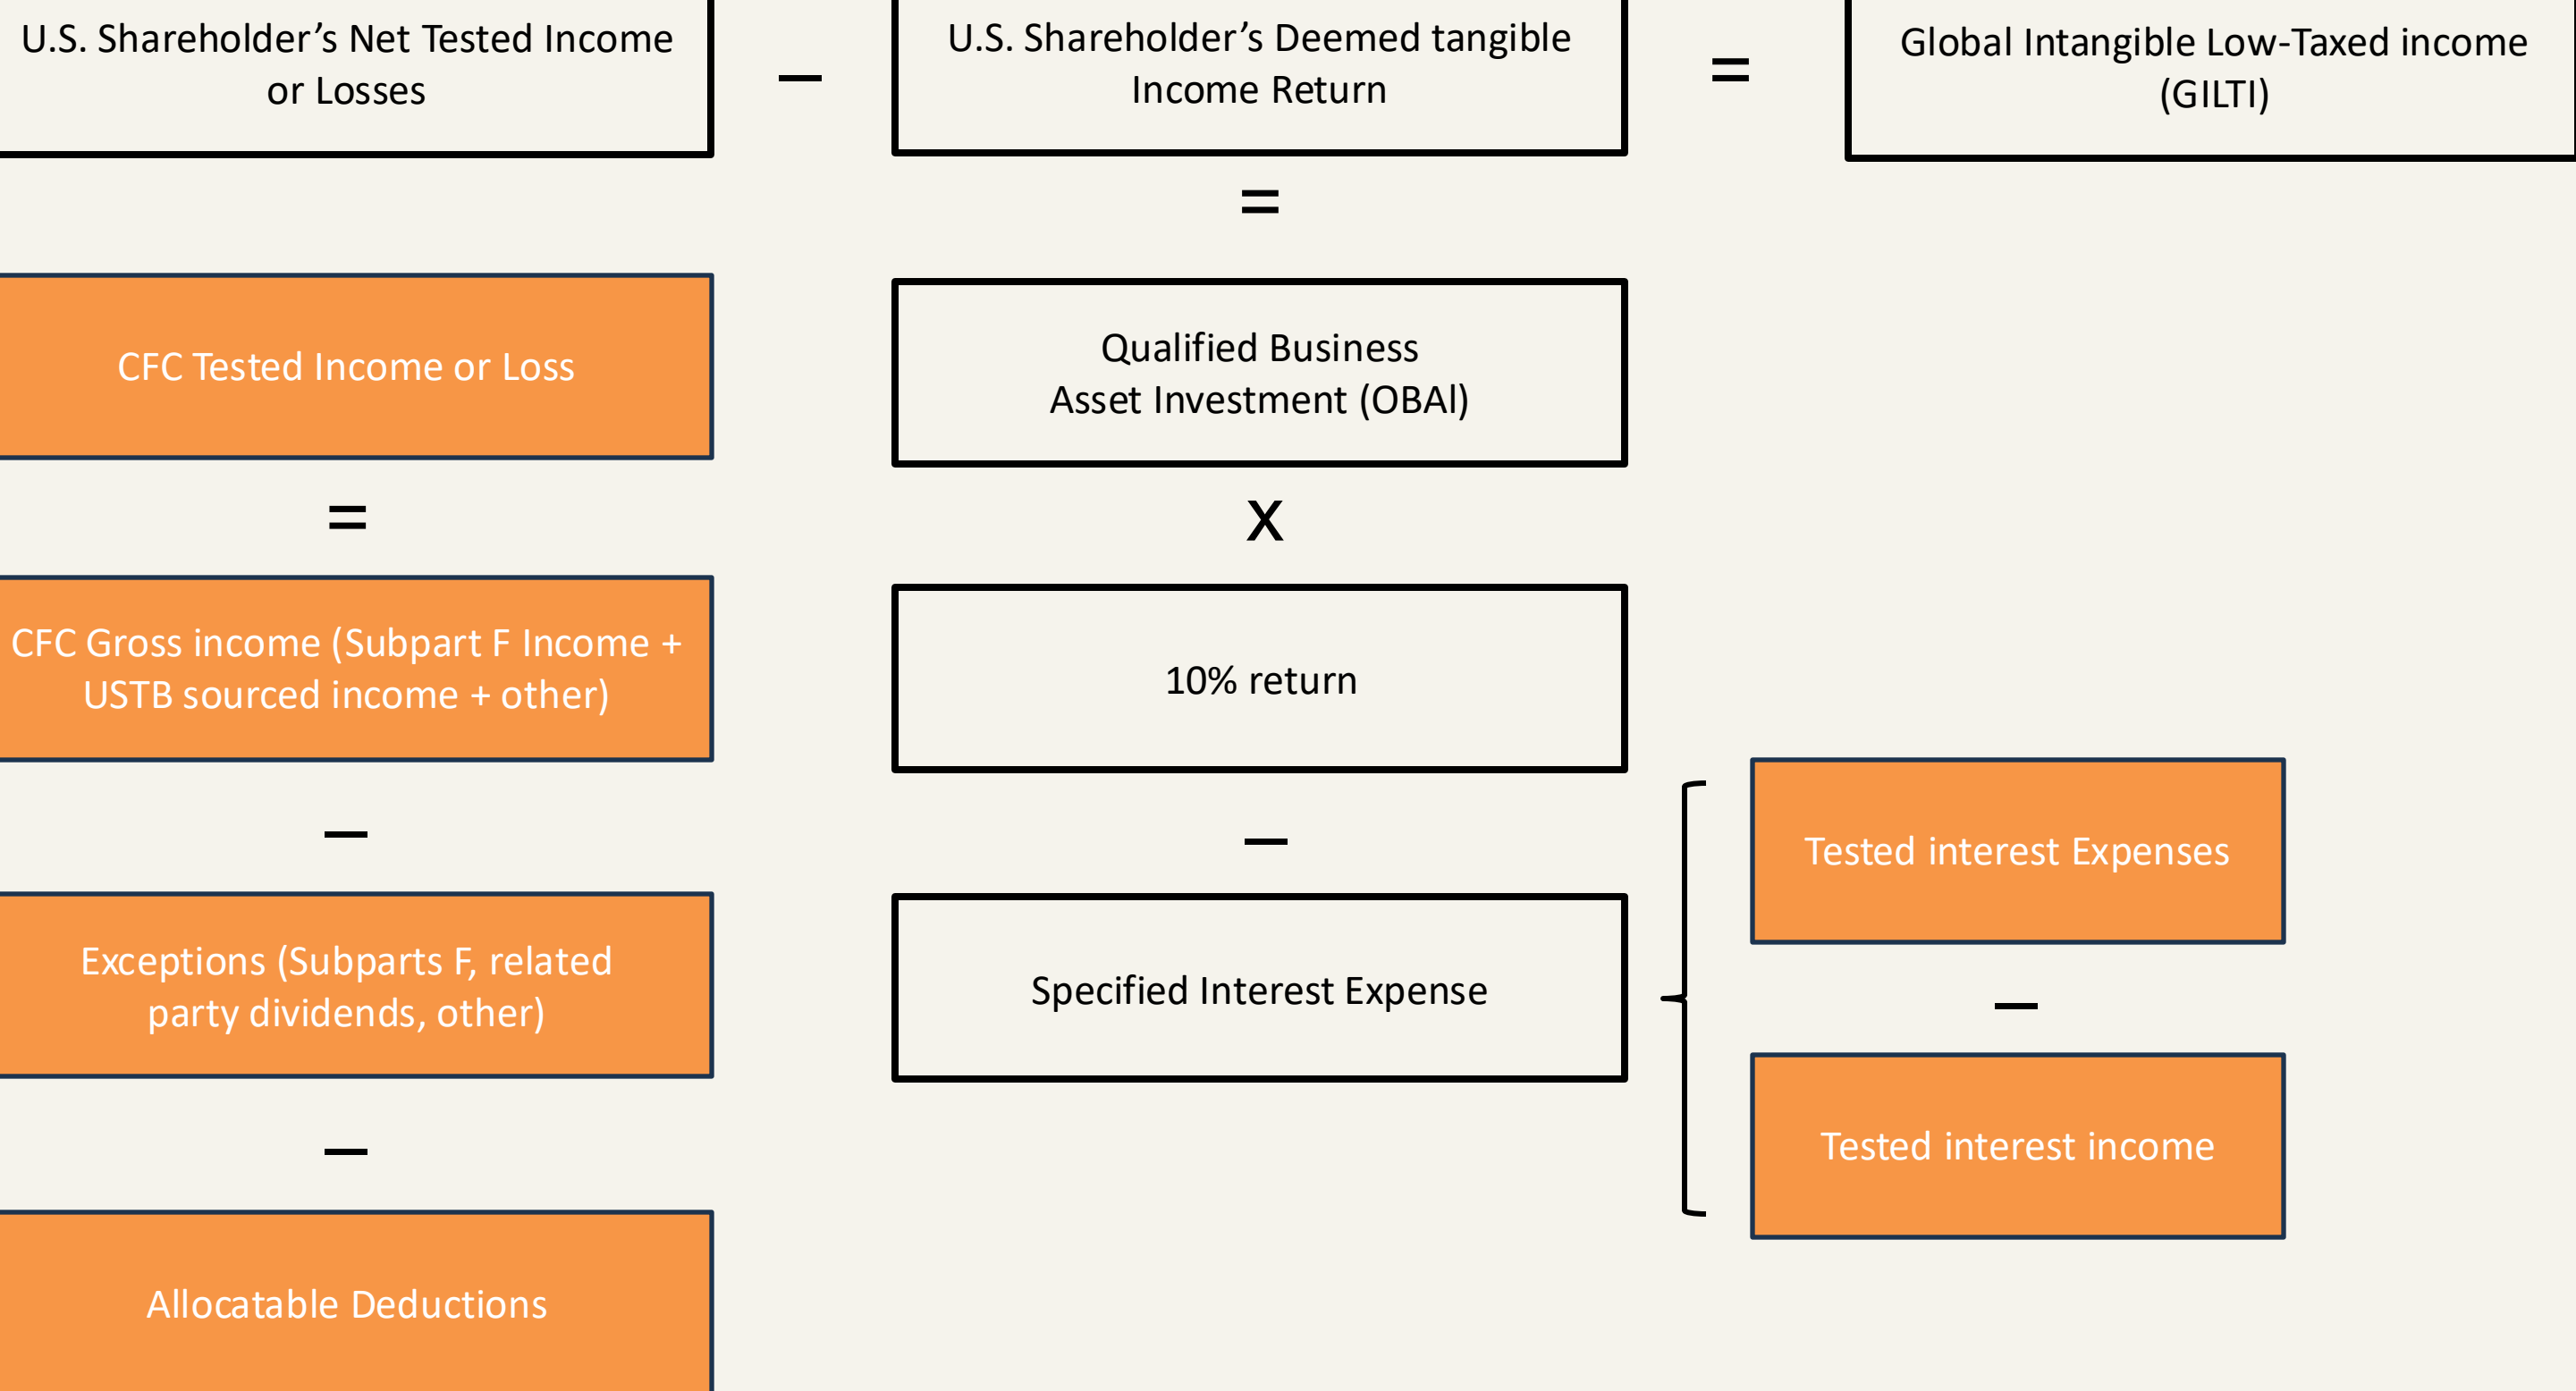 U.S. Shareholder’s Net Tested Income
or Losses
–
U.S. Shareholder’s Deemed tangible
Income Return
=
Global Intangible Low-Taxed income
(GILTI)
=
CFC Tested Income or Loss
Qualified Business
Asset Investment (OBAl)
=
x
CFC Gross income (Subpart F Income +
USTB sourced income + other)
10% return
–
–
Tested interest Expenses
Exceptions (Subparts F, related
party dividends, other)
Specified Interest Expense
–
Tested interest income
–
Allocatable Deductions